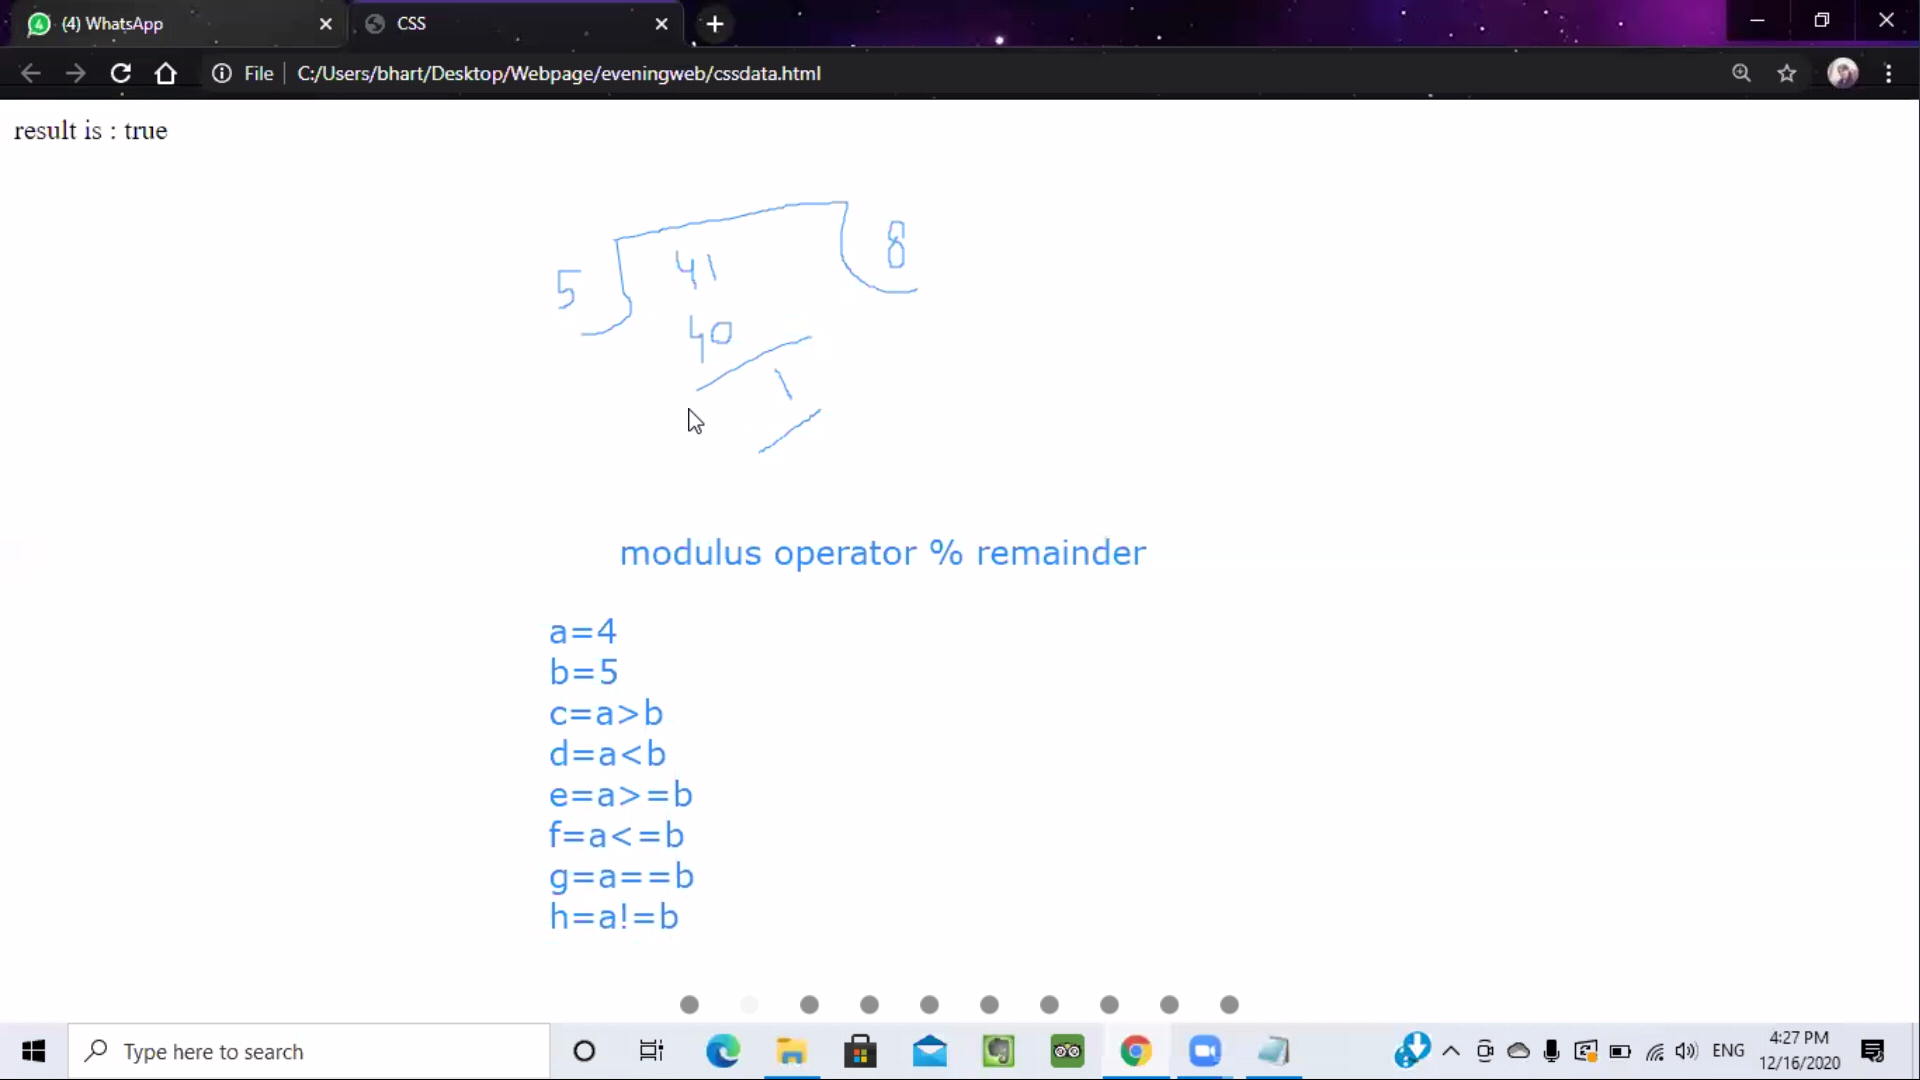 (4) WhatsApp
CSS
File
C:/Users/bhart/Desktop/Webpage/eveningweb/cssdata.html
result is : true
5
41
8
40
1
modulus operator % remainder
a=4
b=5
c=a>b
d=a<b
e=a>=b
f=a<=b
g=a==b
h=a!=b
Type here to search
ENG
4:27 PM
12/16/2020